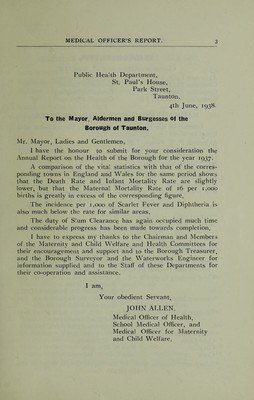 MEDICAL OFFICER'S REPORT. 5
Public Health Department,
St. Paul's House,
Park Street,
Taunton.
4th June, 1938.
To the Mayor, Aldermen and Burgesses of the
Borough of Taunton.
Mr. Mayor, Ladies and Gentlemen,
I have the honour to submit for your consideration the
Annual Report on the Health of the Borough for the year 1937.
A comparison of the vital statistics with that of the corres-
ponding towns in England and Wales for the same period shows
that the Death Rate and Infant Mortality Rate are slightly
lower, but that the Maternal Mortality Rate of 16 per 1,000
births is greatly in excess of the corresponding figure.
The incidence per 1,000 of Scarlet Fever and Diphtheria is
also much below the rate for similar areas.
The duty of Slum Clearance has again occupied much time
and considerable progress has been made towards completion.
I have to express my thanks to the Chairman and Members
of the Maternity and Child Welfare and Health Committees for
their encouragement and support and to the Borough Treasurer,
and the Borough Surveyor and the Waterworks Engineer for
information supplied and to the Staff of these Departments for
their co-operation and assistance.
I am,
Your obedient Servant,
JOHN ALLEN,
Medical Officer of Health,
School Medical Officer, and
Medical Officer for Maternity
and Child Welfare.